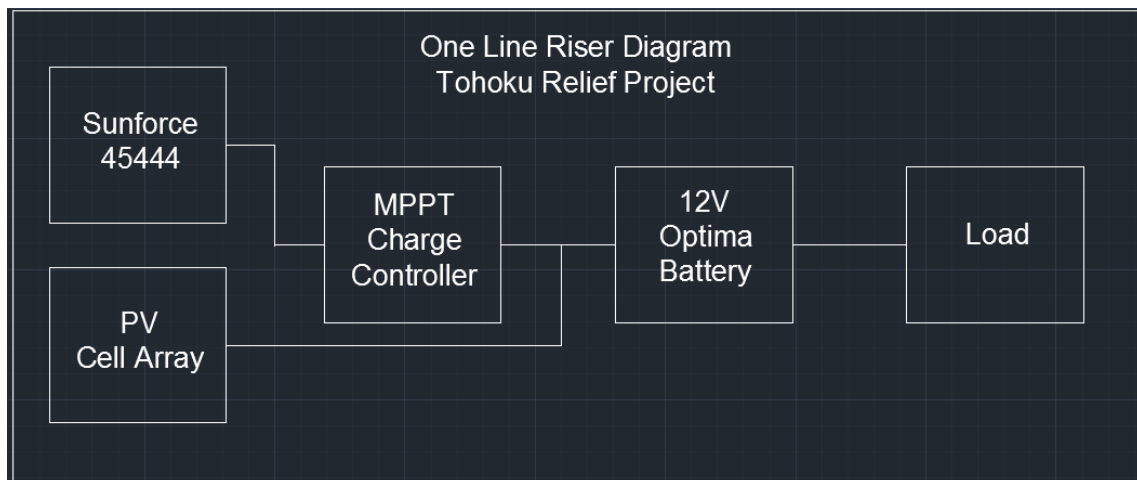 One Line Riser Diagram
Tohoku Relief Project
Sunforce
45444
MPPT
Charge
Controller
12V
Optima
Battery
Load
PV
Cell Array